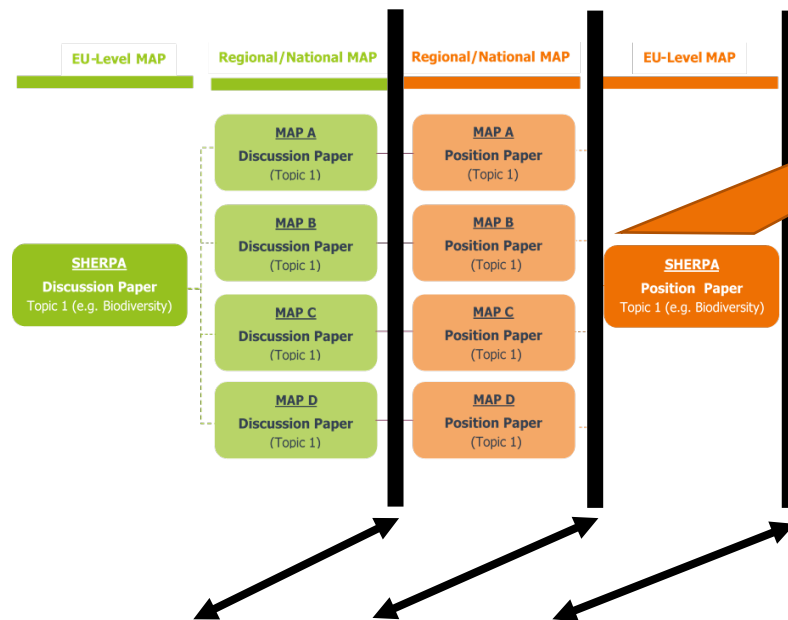 EU-Level MAP
Regional/National MAP
Regional/National MAP
EU-Level MAP
MAP A
Discussion Paper
(Topic 1)
MAP A
Position Paper
(Topic 1)
MAP B
Discussion Paper
(Topic 1)
MAP B
Position Paper
(Topic 1)
SHERPA
Discussion Paper
Topic 1 (e.g. Biodiversity)
SHERPA
Position Paper
Topic 1 (e.g. Biodiversity)
MAP C
Discussion Paper
(Topic 1)
MAP C
Position Paper
(Topic 1)
MAP D
Discussion Paper
(Topic 1)
MAP D
Position Paper
(Topic 1)